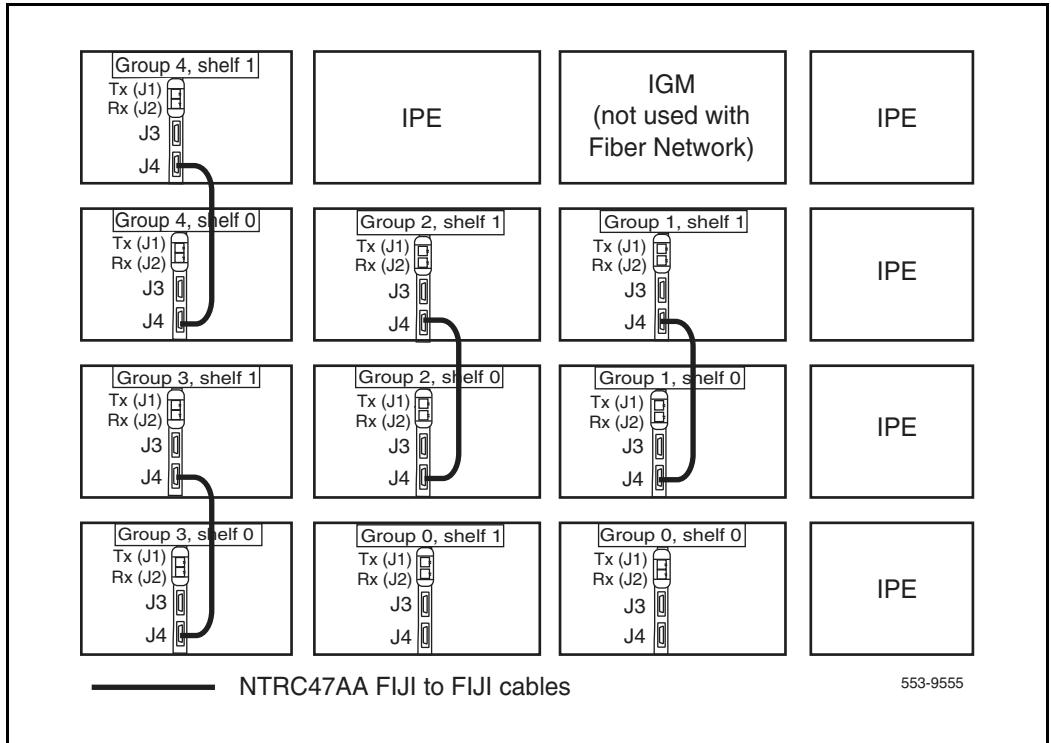 Group 4, shelf 1
Tx (J1)
Rx (J2)
J3
J4
IPE
IGM
(not used with
Fiber Network)
IPE
Group 4, shelf 0
Tx (J1)
Rx (J2)
J3
J4
Group 2, shelf 1
Tx (J1)
Rx (J2)
J3
J4
Group 1, shelf 1
Tx (J1)
Rx (J2)
J3
J4
IPE
Group 3, shelf 1
Tx (J1)
Rx (J2)
J3
J4
Group 2, shelf 0
Tx (J1)
Rx (J2)
J3
J4
Group 1, shelf 0
Tx (J1)
Rx (J2)
J3
J4
IPE
Group 3, shelf 0
Tx (J1)
Rx (J2)
J3
J4
Group 0, shelf 1
Tx (J1)
Rx (J2)
J3
J4
Group 0, shelf 0
Tx (J1)
Rx (J2)
J3
J4
IPE
NTRC47AA FIJI to FIJI cables
553-9555